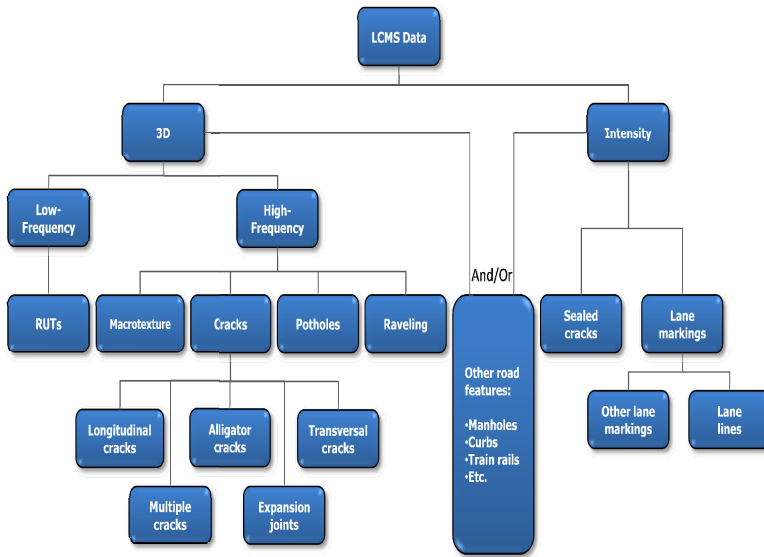 LCMS Data
3D
Intensity
Low-
Frequency
High-
Frequency
And/Or
RUTs
Macrotexture
Cracks
Potholes
Raveling
Other road
features:
•Manholes
•Curbs
•Train rails
•Etc.
Sealed
cracks
Lane
markings
Longitudinal
cracks
Alligator
cracks
Transversal
cracks
Other lane
markings
Lane
lines
Multiple
cracks
Expansion
joints